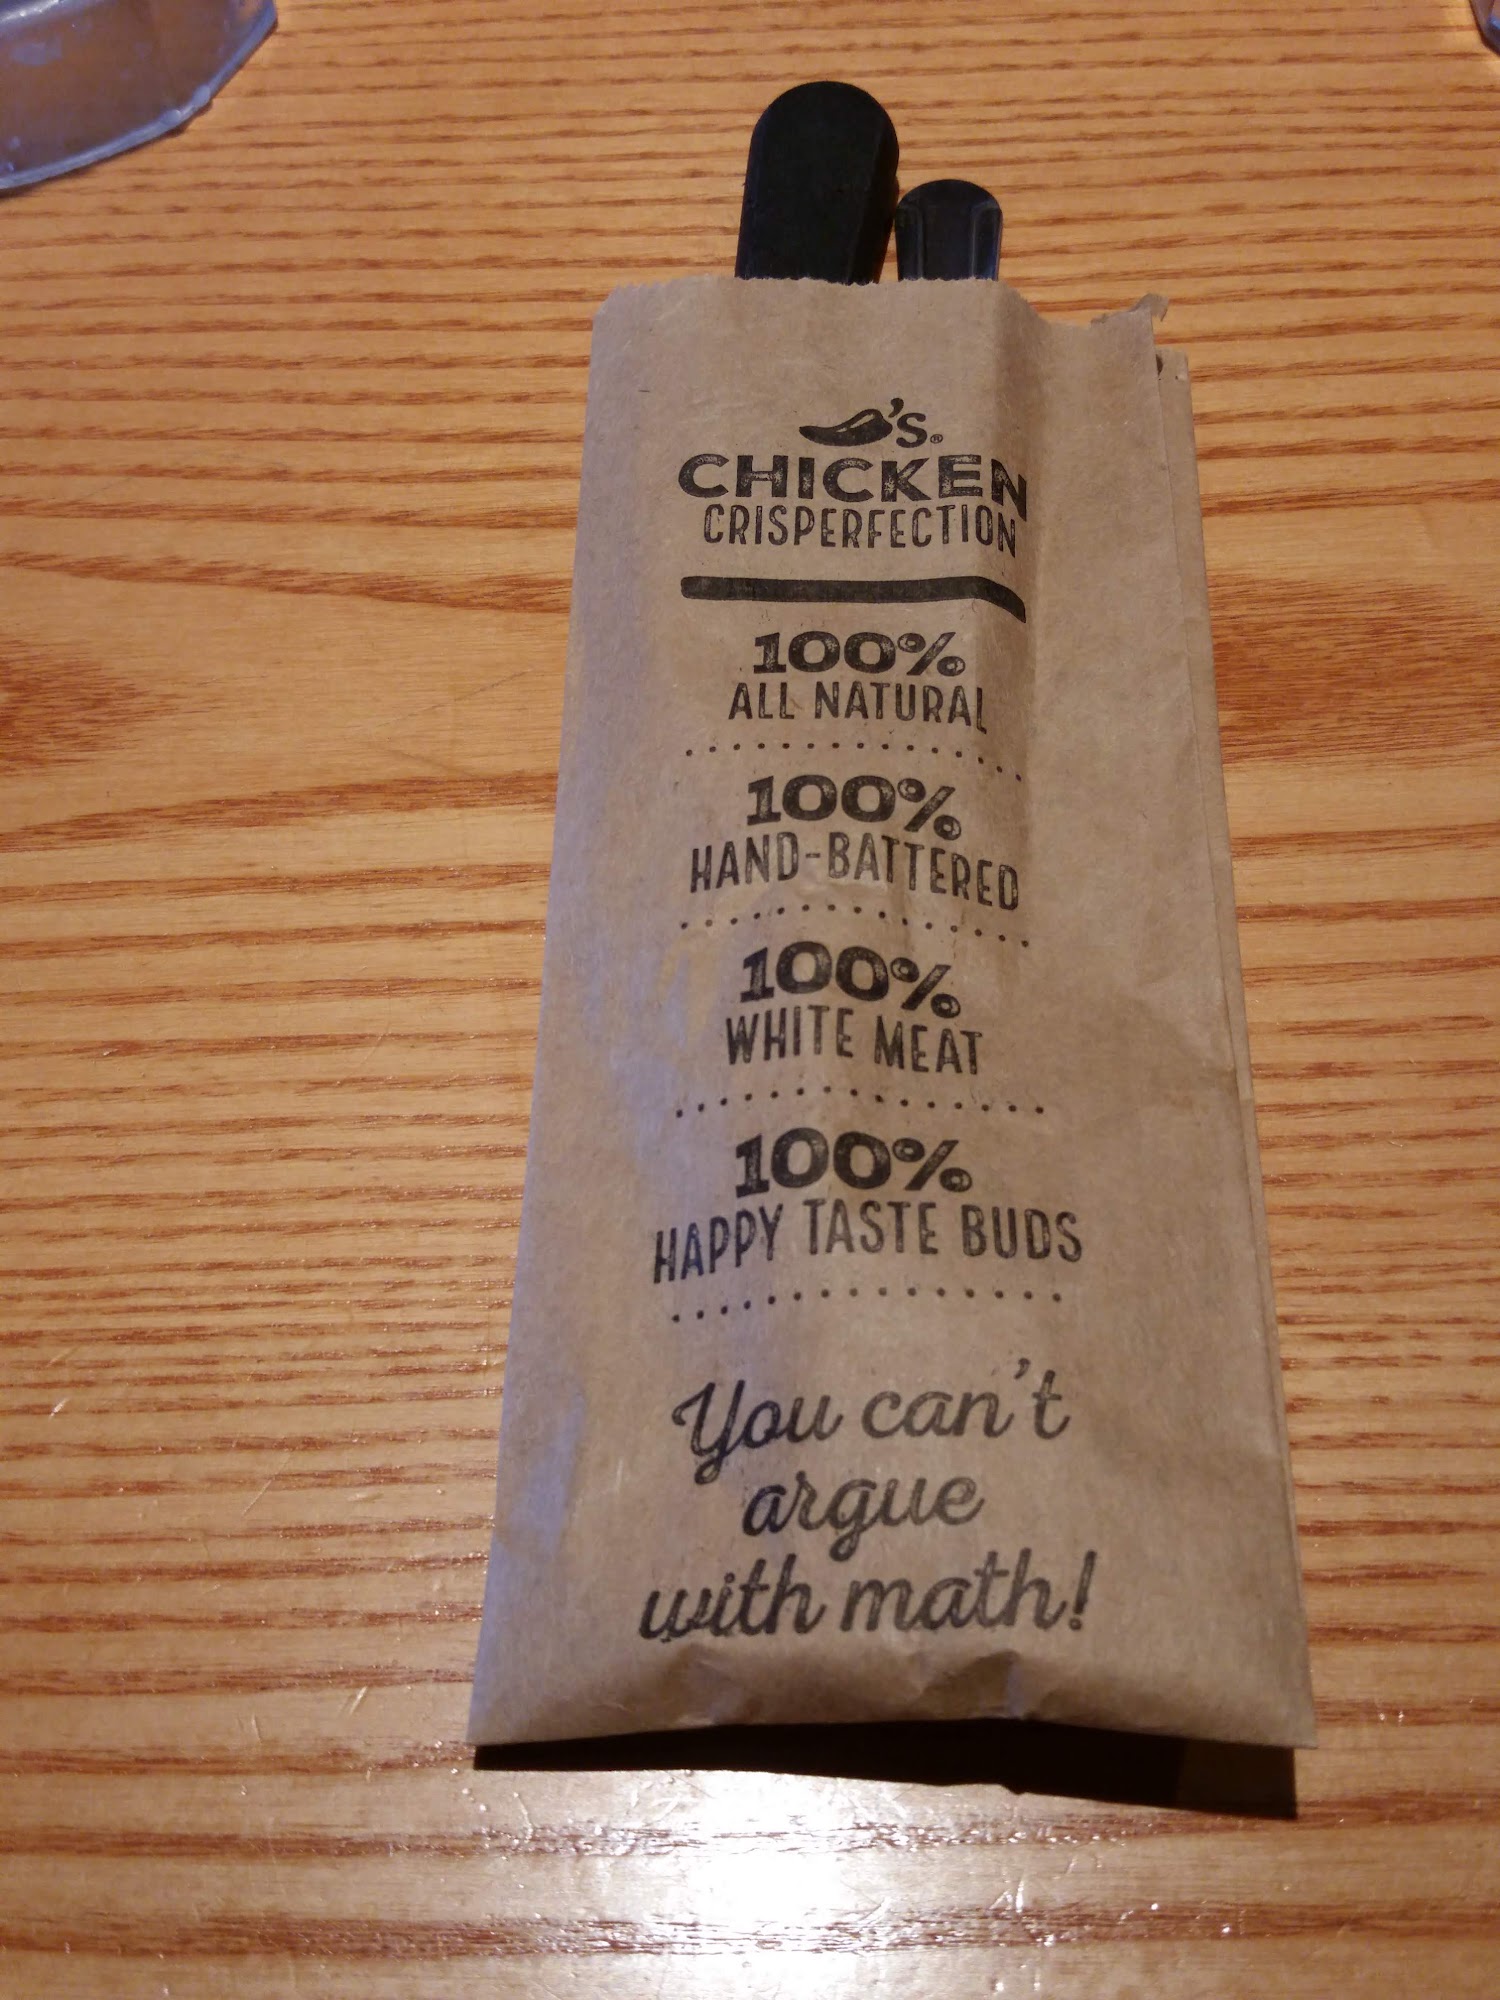 's®
CHICKEN
CRISPERFECTION
100%
ALL NATURAL
100%
HAND-BATTERED
100%
WHITE MEAT
100%
HAPPY TASTE BUDS
You can't
argue
with math!